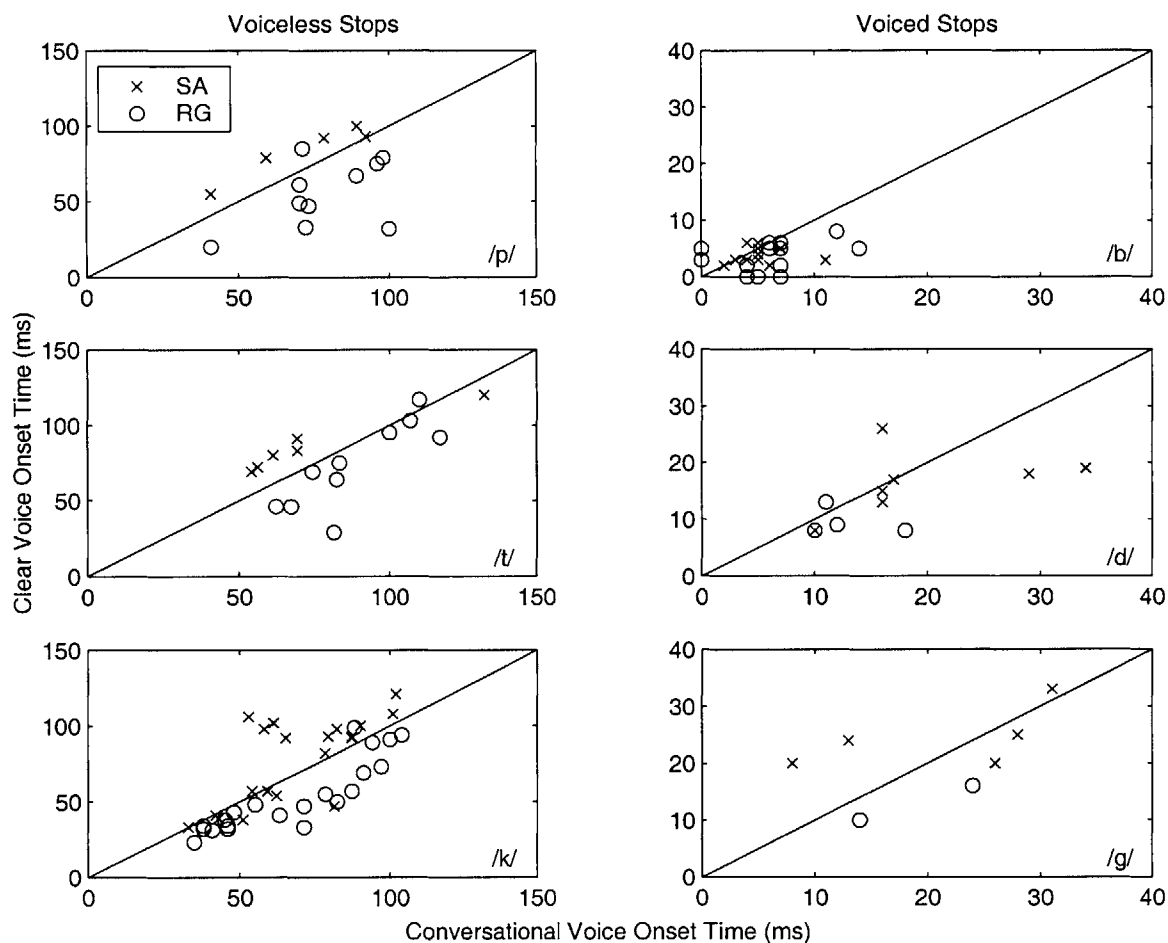 Voiceless Stops
Voiced Stops
150
100
50
0
SA
RG
/p/
0 50 100 150
40
30
20
10
0
/b/
0 10 20 30 40
150
100
50
0
/t/
0 50 100 150
40
30
20
10
0
/d/
0 10 20 30 40
150
100
50
0
/k/
0 50 100 150
40
30
20
10
0
/g/
0 10 20 30 40
Clear Voice Onset Time (ms)
Conversational Voice Onset Time (ms)